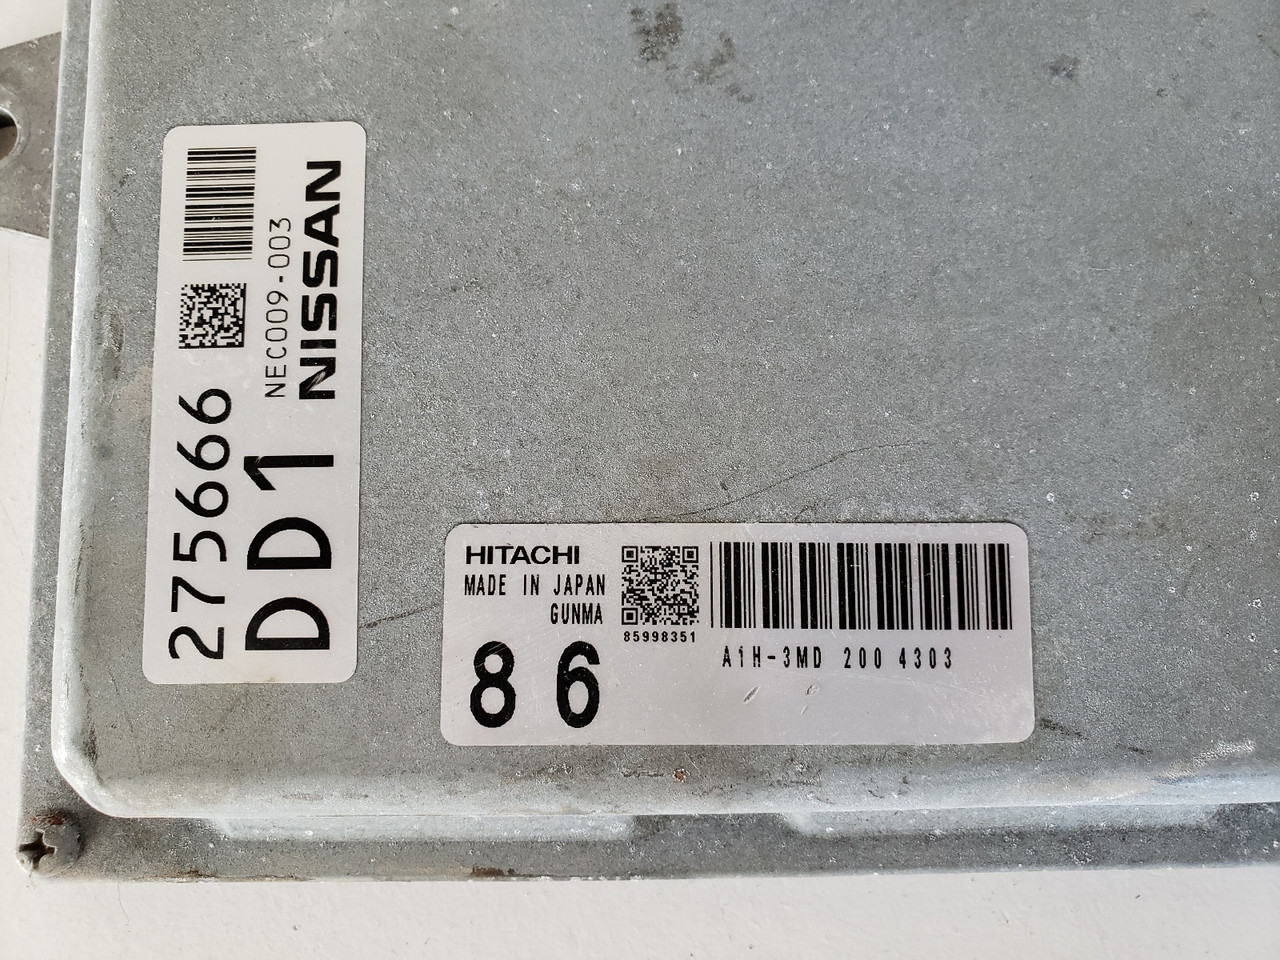 275666
DD1
NEC009-003
NISSAN
HITACHI
MADE IN JAPAN
GUNMA
86
85998351
A1H-3MD 200 4303